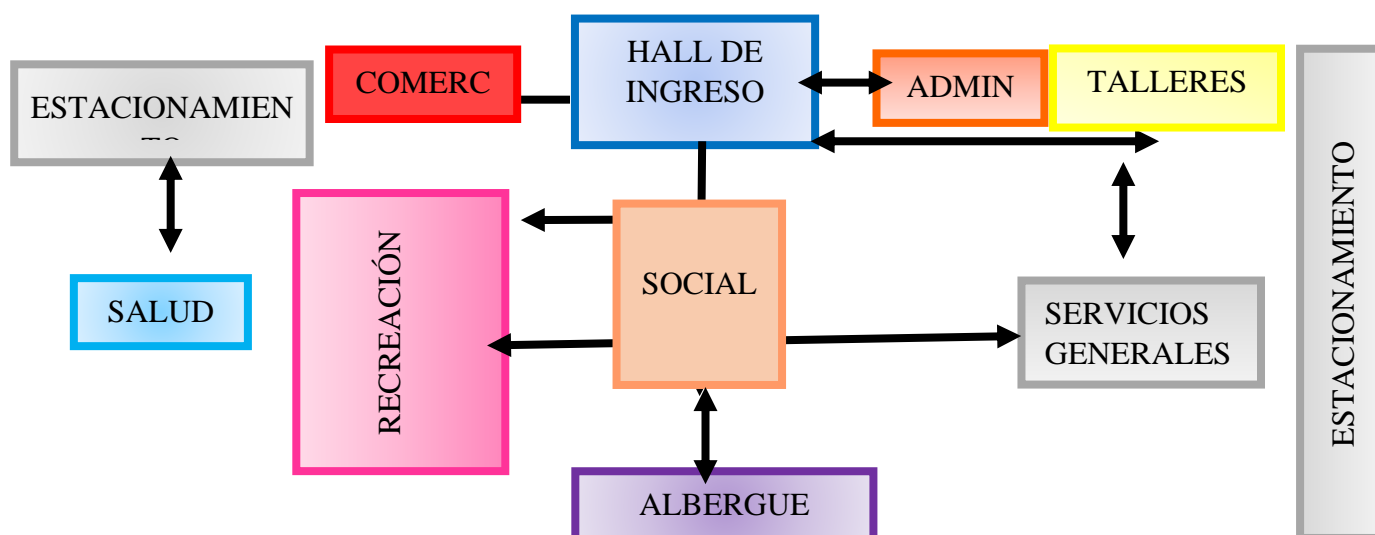 HALL DE
INGRESO
COMERC
ADMIN
TALLERES
ESTACIONAMIEN
ESTACIONAMIENTO
RECREACIÓN
SOCIAL
SALUD
SERVICIOS
GENERALES
ALBERGUE